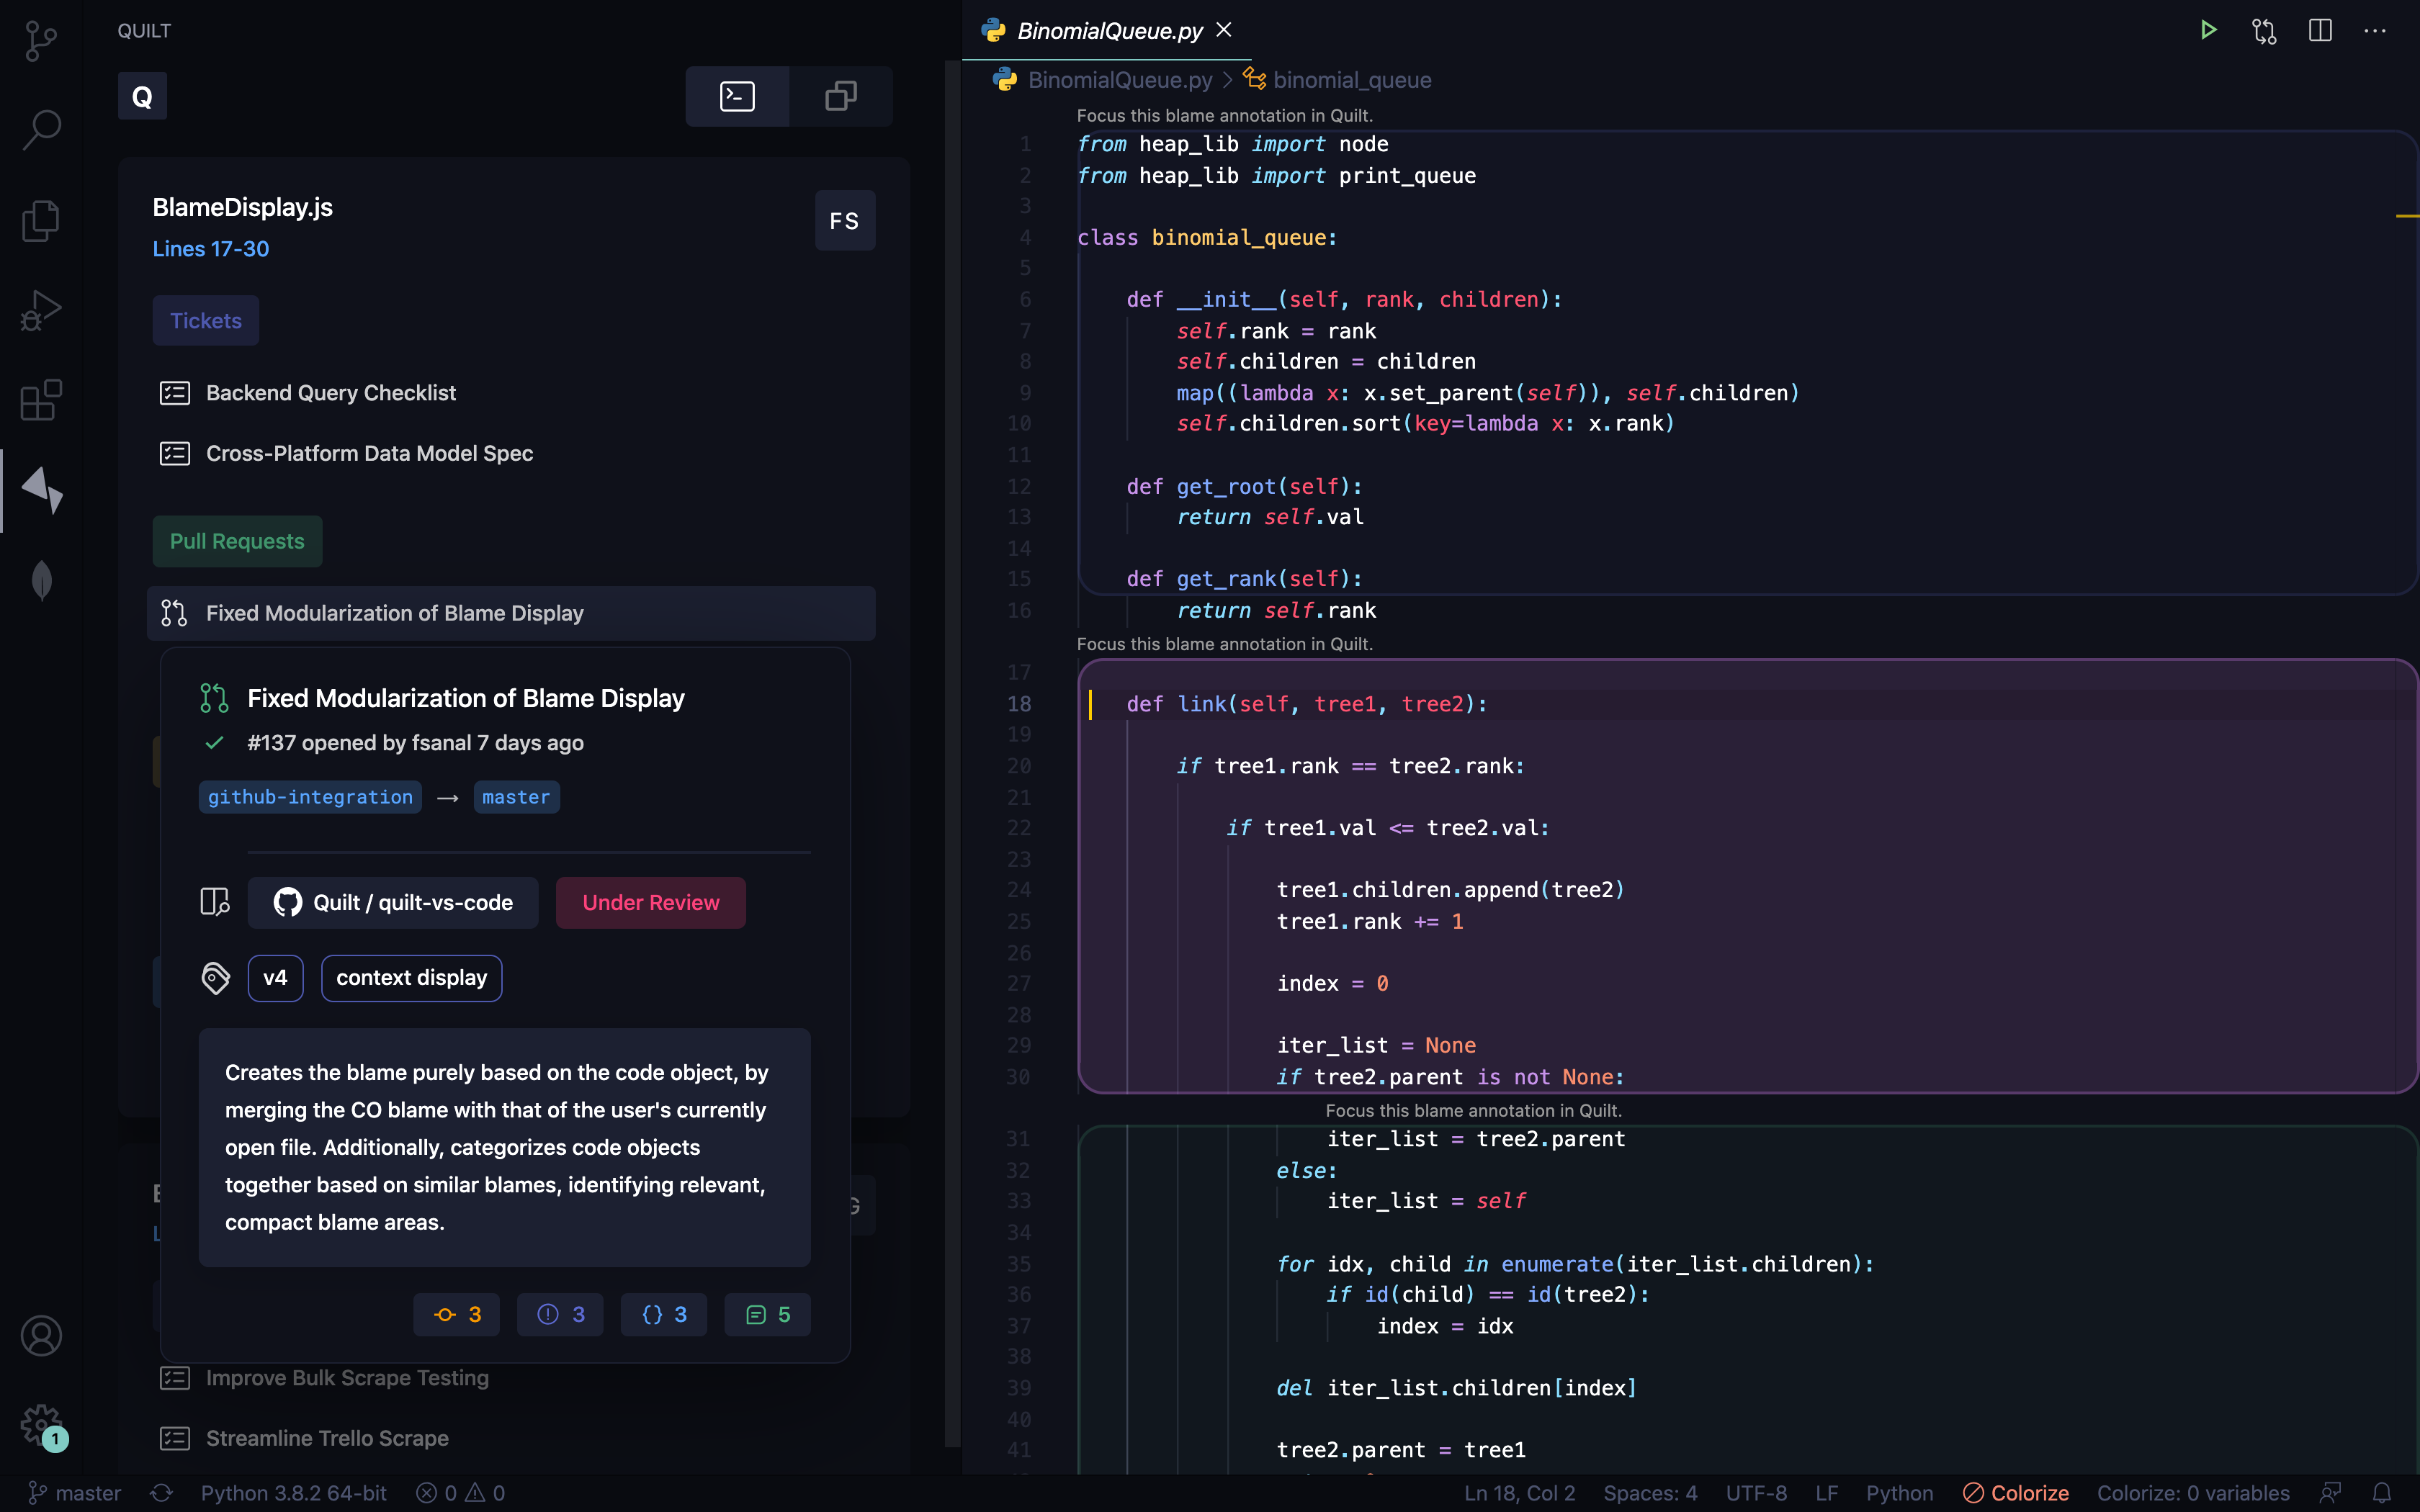 QUILT
Q
BlameDisplay.js
FS
Lines 17-30
Tickets
Backend Query Checklist
Cross-Platform Data Model Spec
Pull Requests
Fixed Modularization of Blame Display
Fixed Modularization of Blame Display
#137 opened by fsanal 7 days ago
github-integration → master
Quilt / quilt-vs-code
Under Review
v4
context display
Creates the blame purely based on the code object, by
merging the CO blame with that of the user's currently
open file. Additionally, categorizes code objects
together based on similar blames, identifying relevant,
compact blame areas.
3
3
{} 3
5
Improve Bulk Scrape Testing
Streamline Trello Scrape
1
BinomialQueue.py
BinomialQueue.py > binomial_queue
Focus this blame annotation in Quilt.
1 from heap_lib import node
2 from heap_lib import print_queue
3
4 class binomial_queue:
5
6 def __init__(self, rank, children):
7 self.rank = rank
8 self.children = children
9 map((lambda x: x.set_parent(self)), self.children)
10 self.children.sort(key=lambda x: x.rank)
11
12 def get_root(self):
13 return self.val
14
15 def get_rank(self):
16 return self.rank
Focus this blame annotation in Quilt.
17
18 def link(self, tree1, tree2):
19
20 if tree1.rank == tree2.rank:
21
22 if tree1.val <= tree2.val:
23
24 tree1.children.append(tree2)
25 tree1.rank += 1
26
27 index = 0
28
29 iter_list = None
30 if tree2.parent is not None:
Focus this blame annotation in Quilt.
31 iter_list = tree2.parent
32 else:
33 iter_list = self
34
35 for idx, child in enumerate(iter_list.children):
36 if id(child) == id(tree2):
37 index = idx
38
39 del iter_list.children[index]
40
41 tree2.parent = tree1
master
Python 3.8.2 64-bit
0
0
Ln 18, Col 2
Spaces: 4
UTF-8
LF
Python
Colorize
Colorize: 0 variables